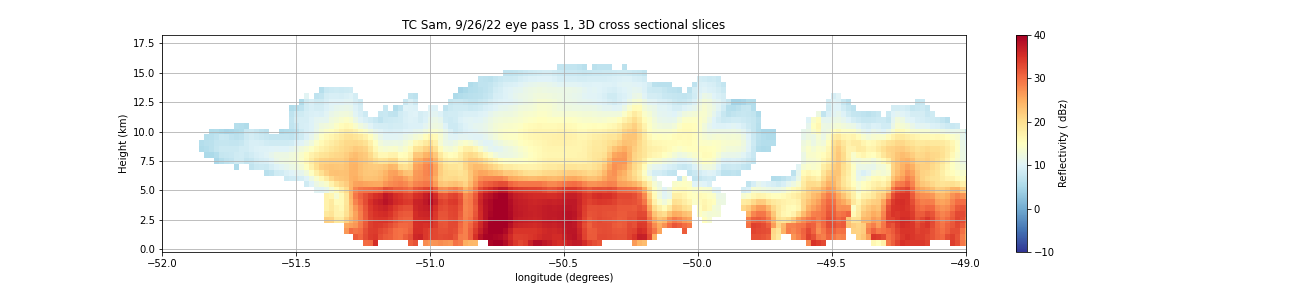 TC Sam, 9/26/22 eye pass 1, 3D cross sectional slices
17.5
15.0
12.5
10.0
7.5
5.0
2.5
0.0
Height (km)
−52.0 −51.5 −51.0 −50.5 −50.0 −49.5 −49.0
longitude (degrees)
40
30
20
10
0
−10
Reflectivity ( dBz)